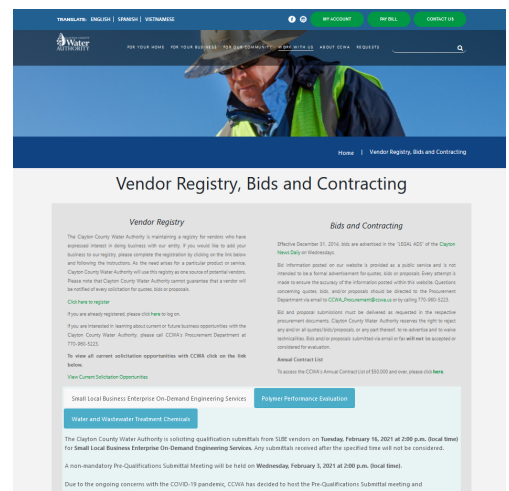 TRANSLATE: ENGLISH | SPANISH | VIETNAMESE
MY ACCOUNT
PAY BILL
CONTACT US
Water
AUTHORITY
FOR YOUR HOME FOR YOUR BUSINESS FOR OUR COMMUNITY WORK WITH US ABOUT CCWA REQUESTS
Home | Vendor Registry, Bids and Contracting
Vendor Registry, Bids and Contracting
Vendor Registry
The Clayton County Water Authority is maintaining a registry for vendors who have
expressed interest in doing business with our entity. If you would like to add your
business to our registry, please complete the registration by clicking on the link below
and following the instructions. As the need arises for a particular product or service,
Clayton County Water Authority will use this registry as one source of potential vendors.
Please note that Clayton County Water Authority cannot guarantee that a vendor will
be notified of every solicitation for quotes, bids or proposals.
Click here to register
If you are already registered, please click here to log on.
If you are interested in learning about current or future business opportunities with the
Clayton County Water Authority, please call CCWA's Procurement Department at
770-960-5223.
To view all current solicitation opportunities with CCWA click on the link
below.
View Current Solicitation Opportunities
Bids and Contracting
Effective December 31, 2016, bids are advertised in the "LEGAL ADS" of the Clayton
News Daily on Wednesdays.
Bid information posted on our website is provided as a public service and is not
intended to be a formal advertisement for quotes, bids or proposals. Every attempt is
made to ensure the accuracy of the information posted within this website. Questions
concerning quotes, bids, and/or proposals should be directed to the Procurement
Department via email to CCWA_Procurement@ccwa.us or by calling 770-960-5223.
Bid and proposal submissions must be delivered as requested in the respective
procurement documents. Clayton County Water Authority reserves the right to reject
any and/or all quotes/bids/proposals, or any part thereof; to re-advertise and to waive
technicalities. Bids and/or proposals submitted via email or fax will not be accepted or
considered for evaluation.
Annual Contract List
To access the CCWA's Annual Contract List of $50,000 and over, please click here.
Small Local Business Enterprise On-Demand Engineering Services
Polymer Performance Evaluation
Water and Wastewater Treatment Chemicals
The Clayton County Water Authority is soliciting qualification submittals from SLBE vendors on Tuesday, February 16, 2021 at 2:00 p.m. (local time)
for Small Local Business Enterprise On-Demand Engineering Services. Any submittals received after the specified time will not be considered.
A non-mandatory Pre-Qualifications Submittal Meeting will be held on Wednesday, February 3, 2021 at 2:00 p.m. (local time).
Due to the ongoing concerns with the COVID-19 pandemic, CCWA has decided to host the Pre-Qualifications Submittal meeting and